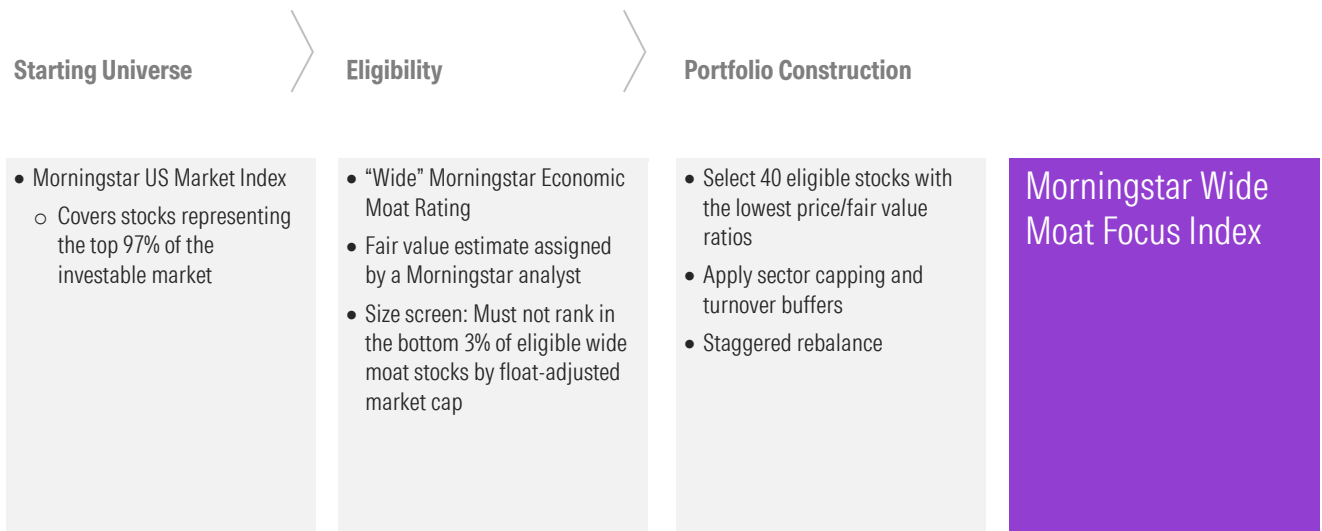 Starting Universe
Eligibility
Portfolio Construction
• Morningstar US Market Index
o Covers stocks representing
the top 97% of the
investable market
• “Wide” Morningstar Economic
Moat Rating
• Fair value estimate assigned
by a Morningstar analyst
• Size screen: Must not rank in
the bottom 3% of eligible wide
moat stocks by float-adjusted
market cap
• Select 40 eligible stocks with
the lowest price/fair value
ratios
• Apply sector capping and
turnover buffers
• Staggered rebalance
Morningstar Wide
Moat Focus Index